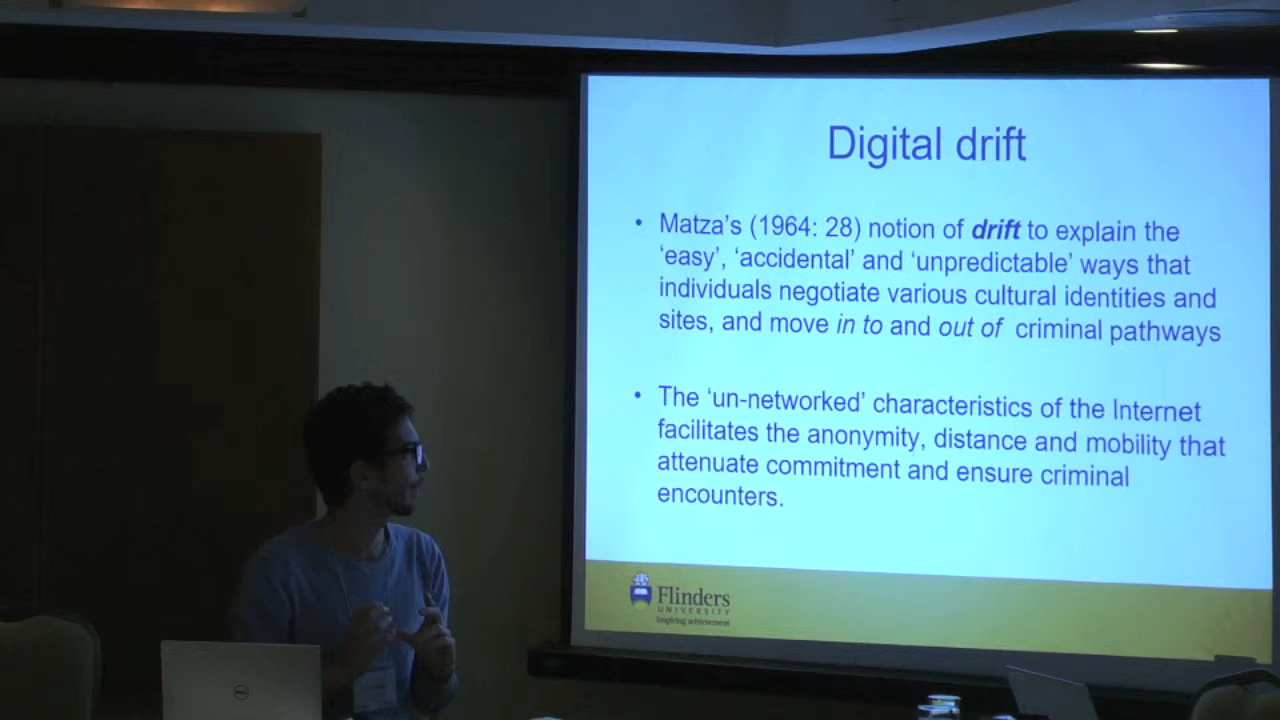 Digital drift
• Matza's (1964: 28) notion of drift to explain the
'easy', 'accidental' and 'unpredictable' ways that
individuals negotiate various cultural identities and
sites, and move in to and out of criminal pathways
• The 'un-networked' characteristics of the Internet
facilitates the anonymity, distance and mobility that
attenuate commitment and ensure criminal
encounters.
Flinders
UNIVERSITY
inspiring achievement
DELL